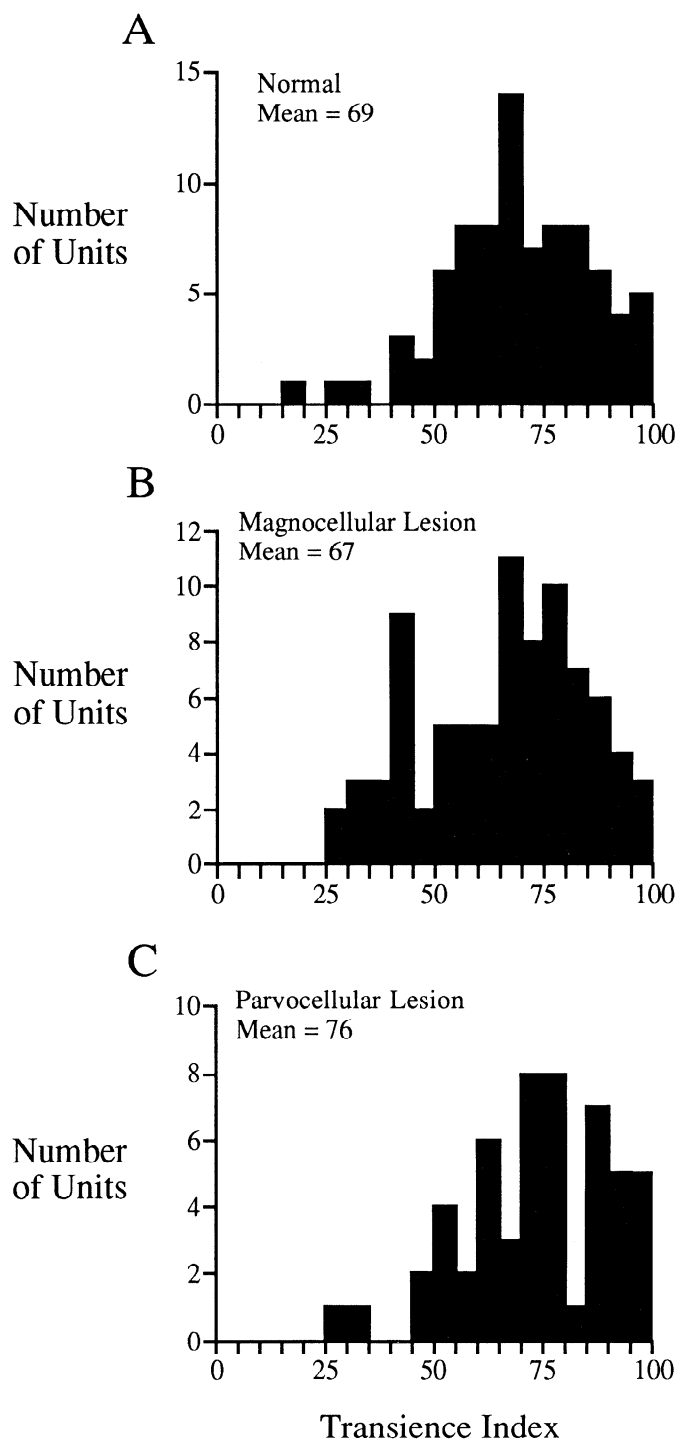 A
Normal
Mean = 69
Number
of Units
15
10
5
0
0 25 50 75 100
B
Magnocellular Lesion
Mean = 67
Number
of Units
12
10
8
6
4
2
0
0 25 50 75 100
C
Parvocellular Lesion
Mean = 76
Number
of Units
10
8
6
4
2
0
0 25 50 75 100
Transience Index